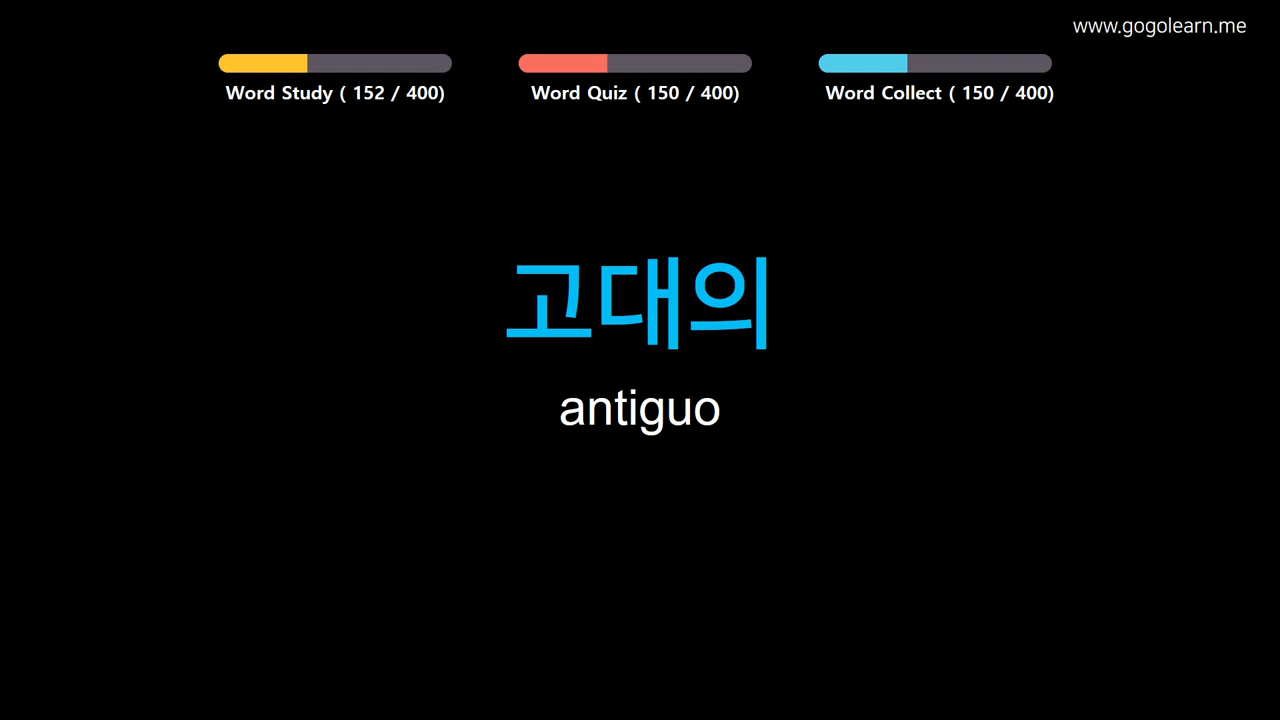 www.gogolearn.me
Word Study ( 152 / 400)
Word Quiz ( 150 / 400)
Word Collect ( 150 / 400)
고대의
antiguo